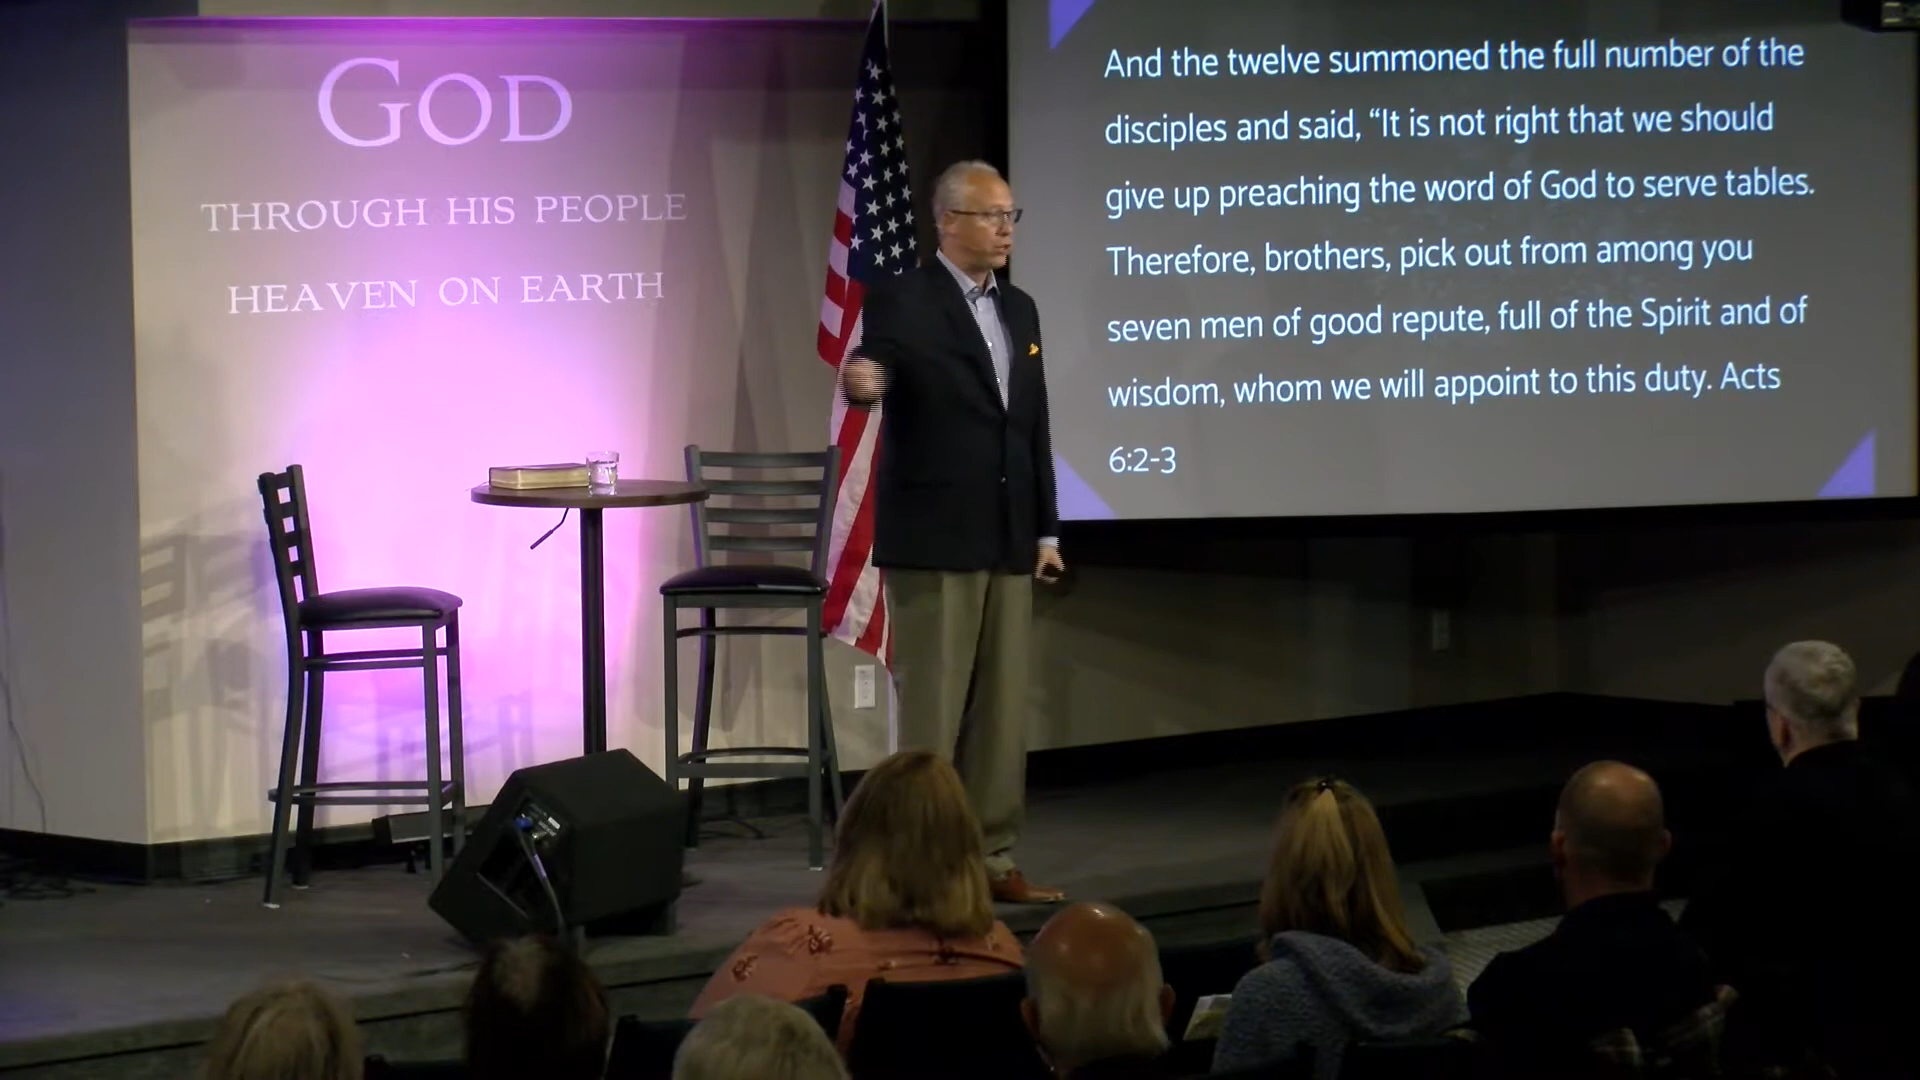 GOD
THROUGH HIS PEOPLE
HEAVEN ON EARTH
And the twelve summoned the full number of the
disciples and said, “It is not right that we should
give up preaching the word of God to serve tables.
Therefore, brothers, pick out from among you
seven men of good repute, full of the Spirit and of
wisdom, whom we will appoint to this duty. Acts
6:2-3